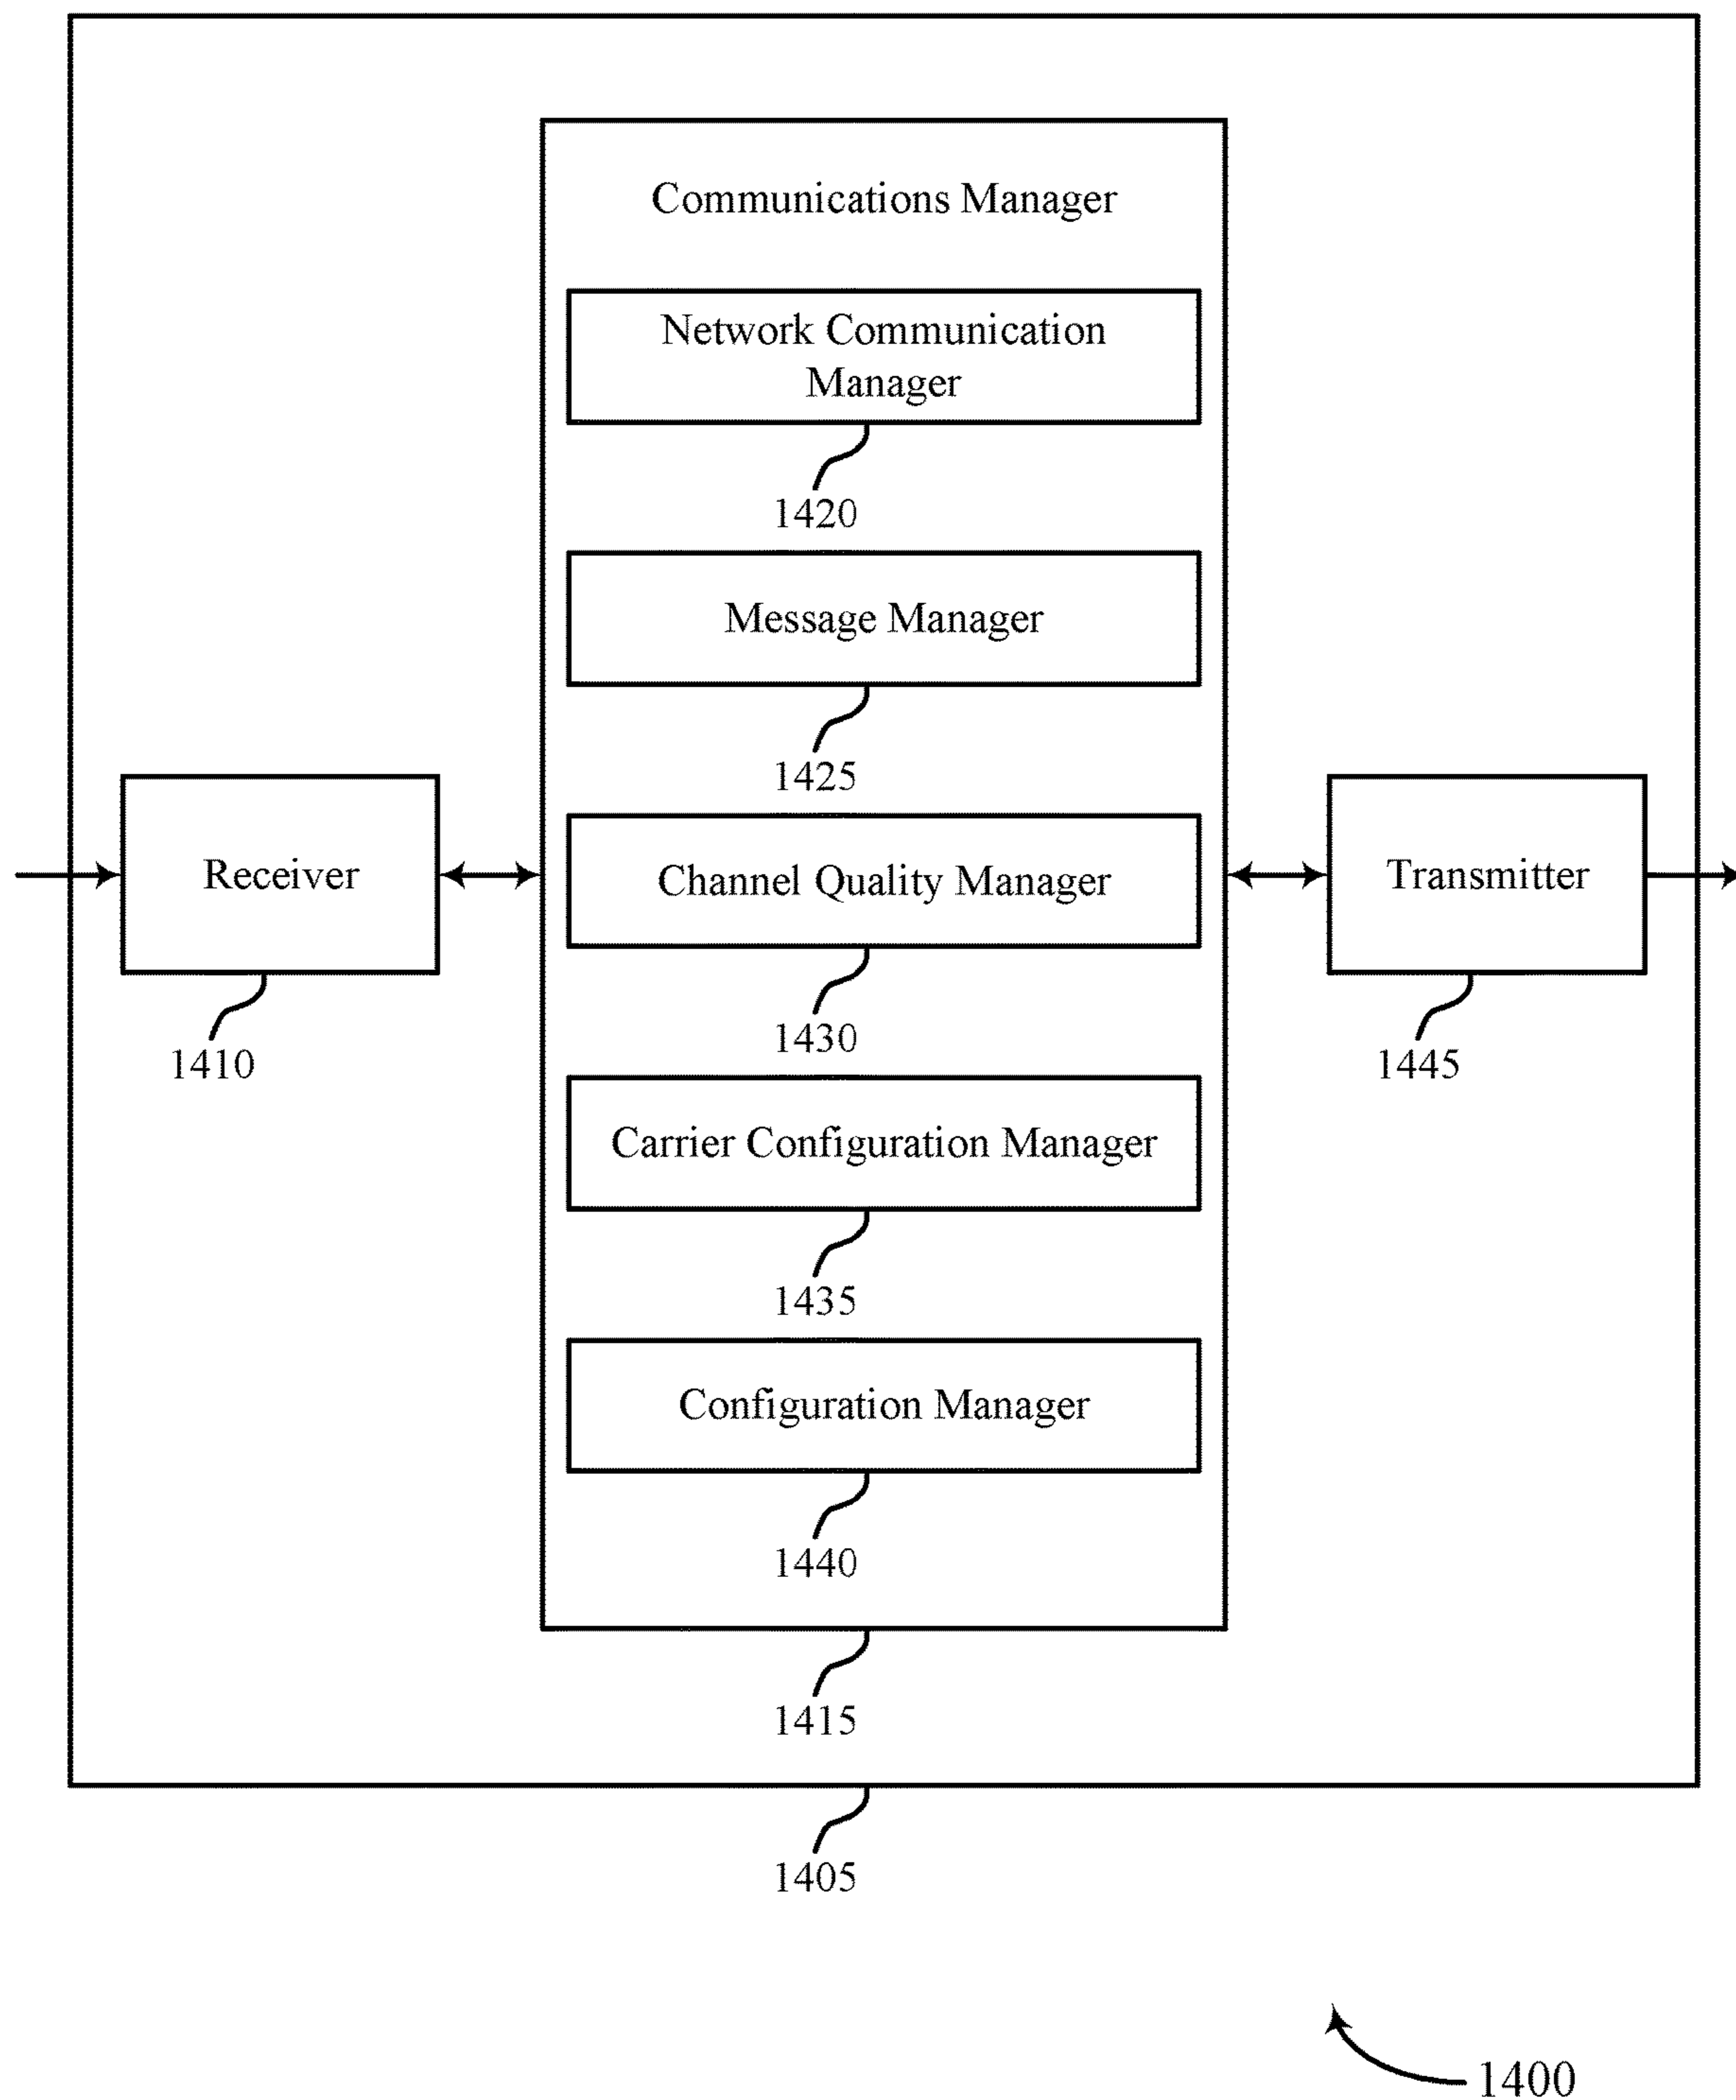 Communications Manager
Network Communication
Manager
1420
Message Manager
1425
Receiver
Channel Quality Manager
Transmitter
1430
1410
1445
Carrier Configuration Manager
1435
Configuration Manager
1440
1415
1405
1400